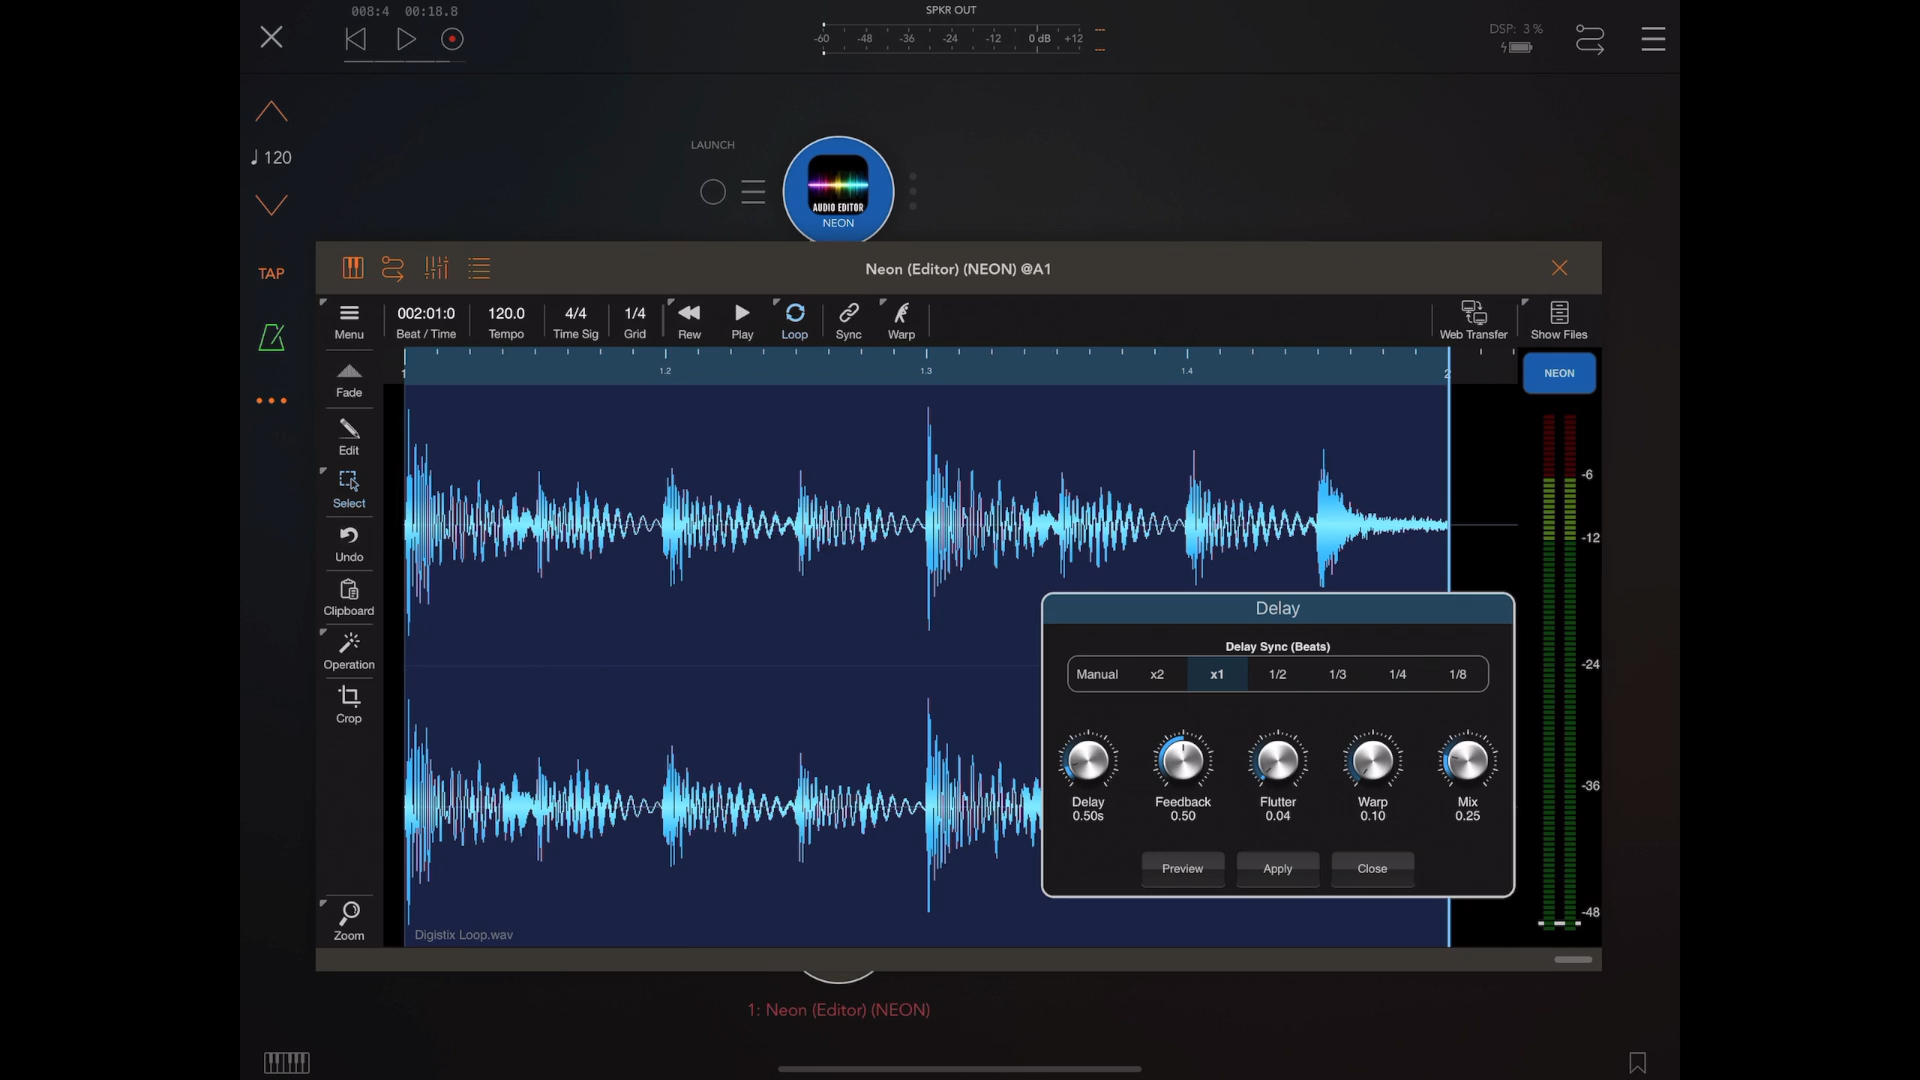 008:4 00:18.8
SPKR OUT
-60 -48 -36 -24 -12 0 dB +12
DSP: 3 %
120
LAUNCH
AUDIO EDITOR
NEON
TAP
Neon (Editor) (NEON) @A1
Menu
002:01:0
Beat / Time
120.0
Tempo
4/4
Time Sig
1/4
Grid
Rew
Play
Loop
Sync
Warp
Web Transfer
Show Files
1 1.2 1.3 1.4 2
NEON
Fade
Edit
Select
Undo
Clipboard
Operation
Crop
Zoom
-6
-12
-24
-36
-48
Delay
Delay Sync (Beats)
Manual x2 x1 1/2 1/3 1/4 1/8
Delay Feedback Flutter Warp Mix
0.50s 0.50 0.04 0.10 0.25
Preview Apply Close
Digistix Loop.wav
1: Neon (Editor) (NEON)